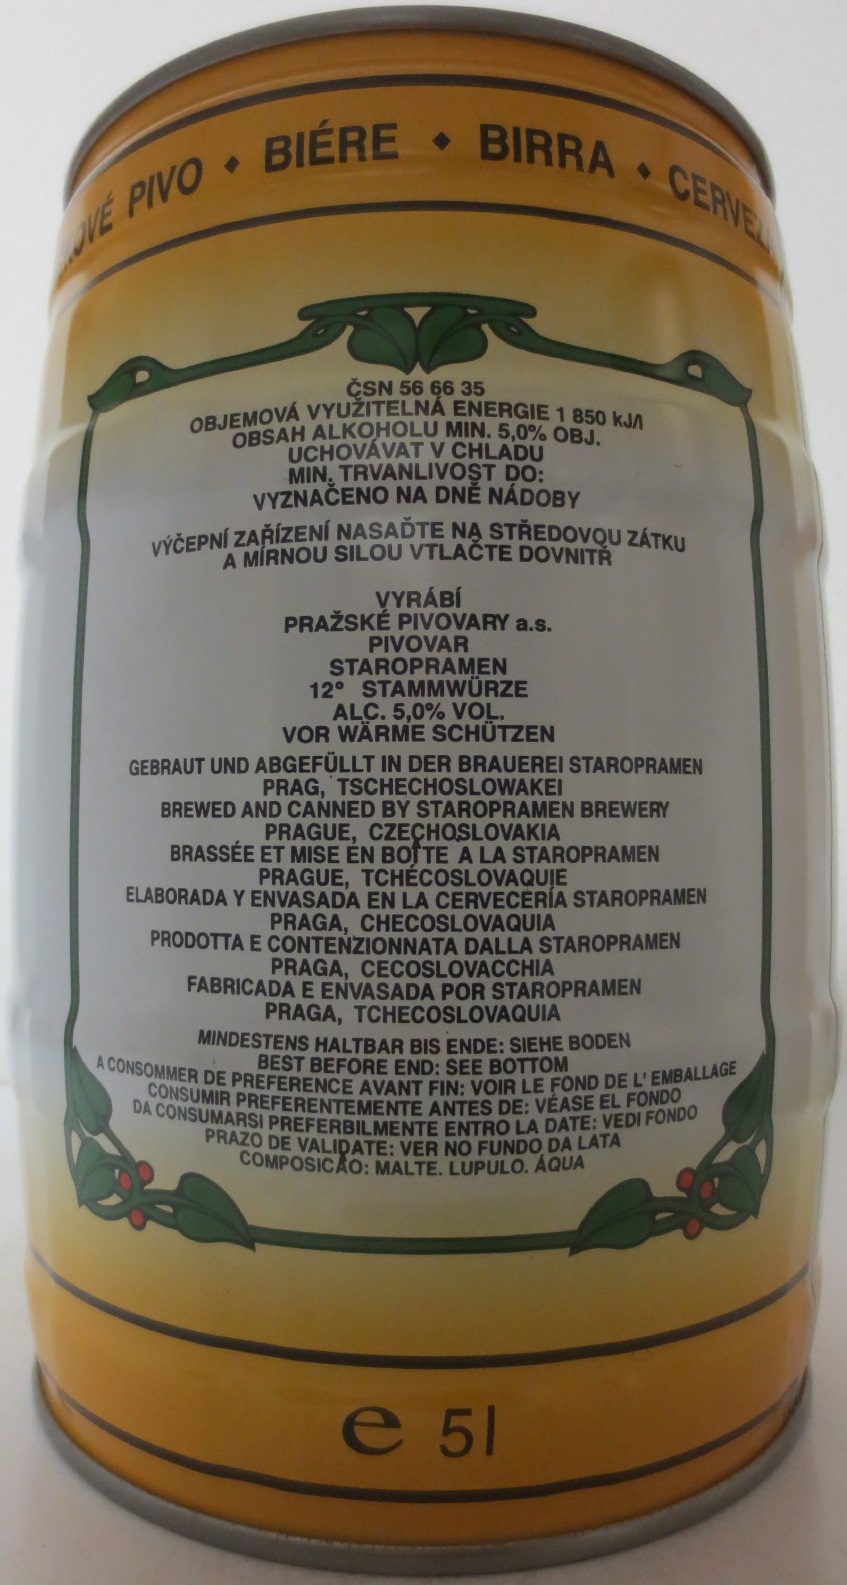 PIVO ◆ BIÉRE ◆ BIRRA ◆ CERVEZA
ČSN 56 66 35
OBJEMOVÁ VYUŽITELNÁ ENERGIE 1 850 kJ/l
OBSAH ALKOHOLU MIN. 5,0% OBJ.
UCHOVÁVAT V CHLADU
MIN. TRVANLIVOST DO:
VYZNAČENO NA DNĚ NÁDOBY
VÝČEPNÍ ZAŘÍZENÍ NASAĎTE NA STŘEDOVOU ZÁTKU
A MÍRNOU SILOU VTLAČTE DOVNITŘ
VYRÁBÍ
PRAŽSKÉ PIVOVARY a.s.
PIVOVAR
STAROPRAMEN
12° STAMMWÜRZE
ALC. 5,0% VOL.
VOR WÄRME SCHÜTZEN
GEBRAUT UND ABGEFÜLLT IN DER BRAUEREI STAROPRAMEN
PRAG, TSCHECHOSLOWAKEI
BREWED AND CANNED BY STAROPRAMEN BREWERY
PRAGUE, CZECHOSLOVAKIA
BRASSÉE ET MISE EN BOÎTE A LA STAROPRAMEN
PRAGUE, TCHÉCOSLOVAQUIE
ELABORADA Y ENVASADA EN LA CERVECERÍA STAROPRAMEN
PRAGA, CHECOSLOVAQUIA
PRODOTTA E CONTENZIONNATA DALLA STAROPRAMEN
PRAGA, CECOSLOVACCHIA
FABRICADA E ENVASADA POR STAROPRAMEN
PRAGA, TCHECOSLOVAQUIA
MINDESTENS HALTBAR BIS ENDE: SIEHE BODEN
BEST BEFORE END: SEE BOTTOM
A CONSOMMER DE PREFERENCE AVANT FIN: VOIR LE FOND DE L' EMBALLAGE
CONSUMIR PREFERENTEMENTE ANTES DE: VÉASE EL FONDO
DA CONSUMARSI PREFERBILMENTE ENTRO LA DATE: VEDI FONDO
PRAZO DE VALIDATE: VER NO FUNDO DA LATA
COMPOSICÃO: MALTE. LUPULO. ÁQUA
e 5l